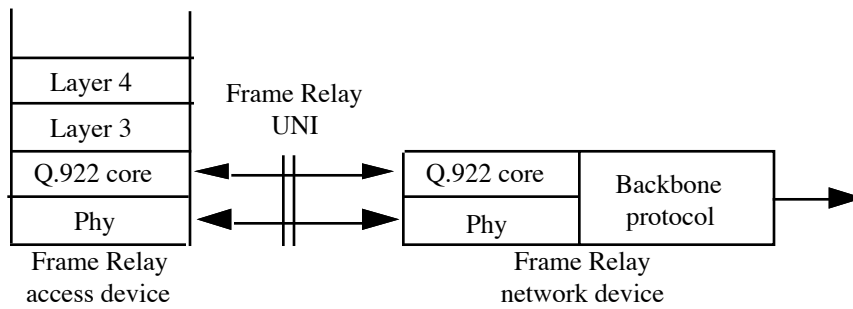 Layer 4
Layer 3
Q.922 core
Phy
Frame Relay
access device
Frame Relay
UNI
Q.922 core
Phy
Backbone
protocol
Frame Relay
network device